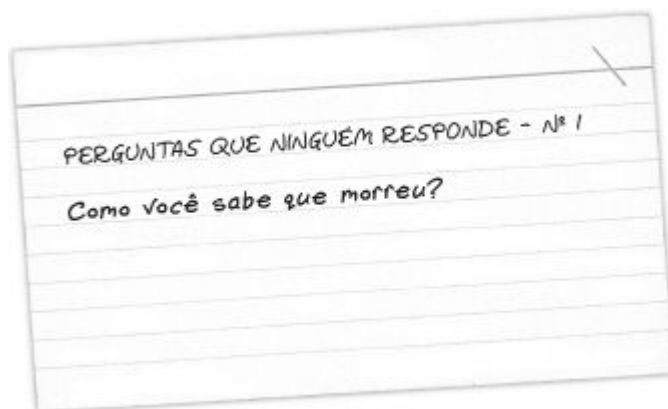 PERGUNTAS QUE NINGUÉM RESPONDE - Nº 1
Como você sabe que morreu?